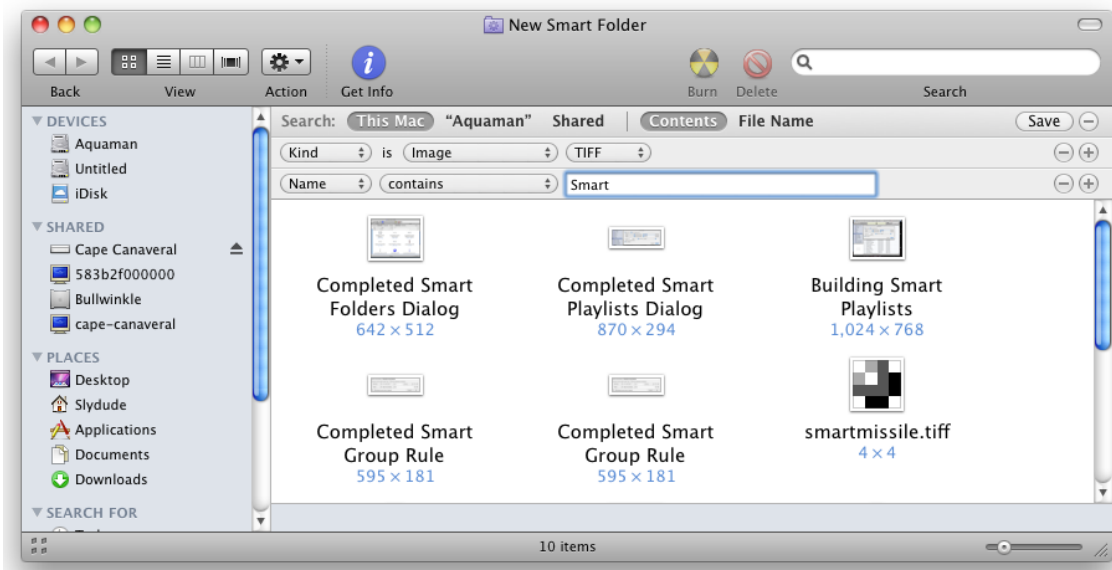 New Smart Folder
Back View Action Get Info Burn Delete Search
DEVICES
Aquaman
Untitled
iDisk
SHARED
Cape Canaveral
583b2f000000
Bullwinkle
cape-canaveral
PLACES
Desktop
Slydude
Applications
Documents
Downloads
SEARCH FOR
Search: This Mac “Aquaman” Shared Contents File Name Save
Kind is Image TIFF
Name contains Smart
Completed Smart
Folders Dialog
642 × 512
Completed Smart
Playlists Dialog
870 × 294
Building Smart
Playlists
1,024 × 768
Completed Smart
Group Rule
595 × 181
Completed Smart
Group Rule
595 × 181
smartmissile.tiff
4 × 4
10 items